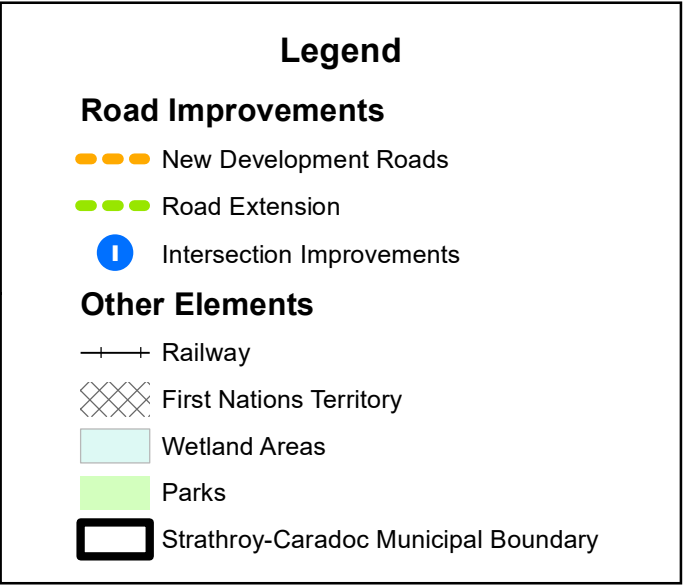 Legend
Road Improvements
New Development Roads
Road Extension
I Intersection Improvements
Other Elements
Railway
First Nations Territory
Wetland Areas
Parks
Strathroy-Caradoc Municipal Boundary